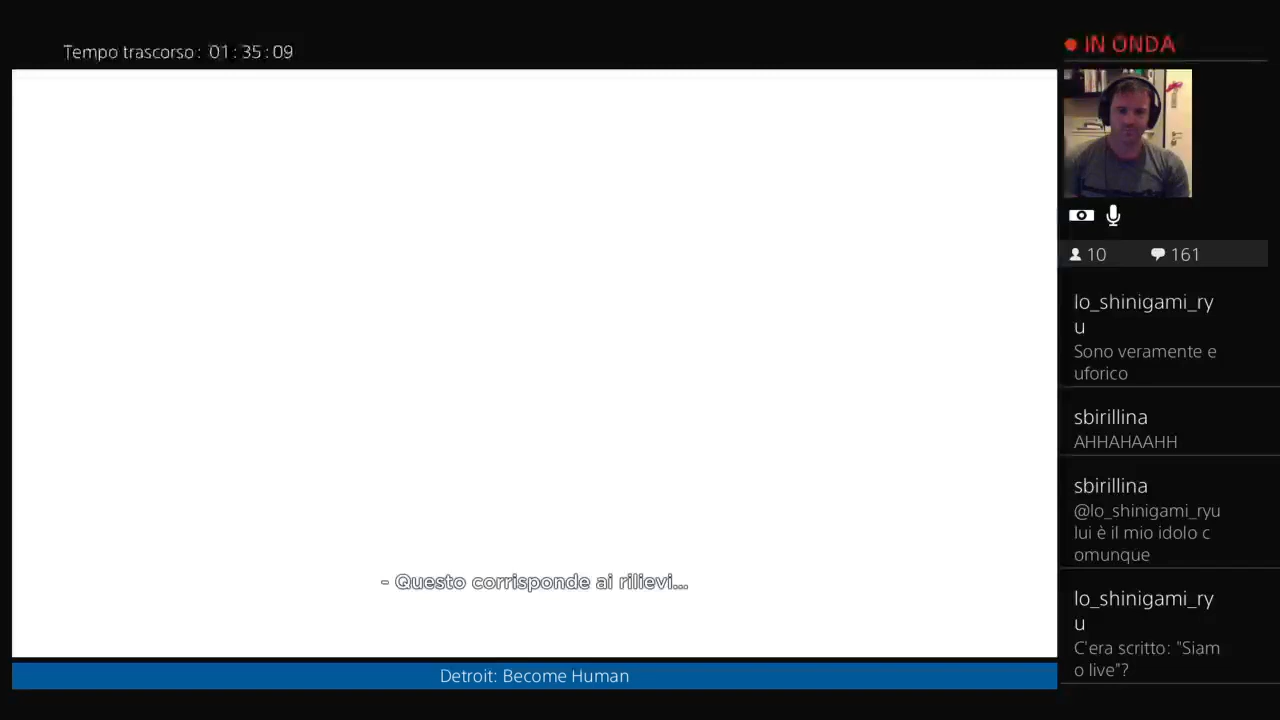 Tempo trascorso: 01:35:09
IN ONDA
10 161
lo_shinigami_ry
u
Sono veramente e
uforico
sbirillina
AHHAHAAHH
sbirillina
@lo_shinigami_ryu
lui è il mio idolo c
omunque
lo_shinigami_ry
u
C'era scritto: "Siam
o live"?
- Questo corrisponde ai rilievi...
Detroit: Become Human